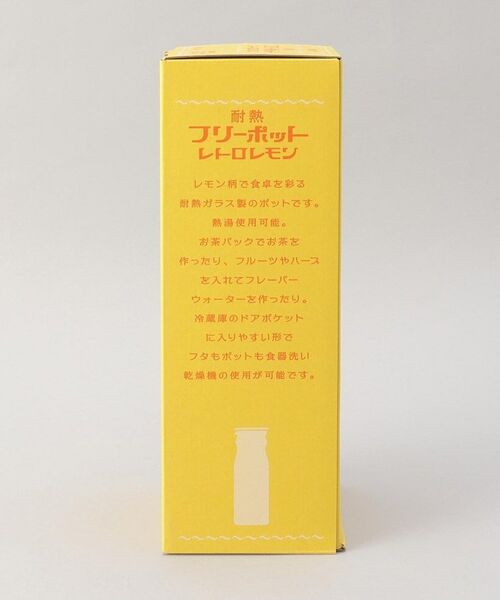 耐熱
フリーポット
レトロレモン
レモン柄で食卓を彩る
耐熱ガラス製のポットです。
熱湯使用可能。
お茶パックでお茶を
作ったり、フルーツやハーブ
を入れてフレーバー
ウォーターを作ったり。
冷蔵庫のドアポケット
に入りやすい形で
フタもポットも食器洗い
乾燥機の使用が可能です。